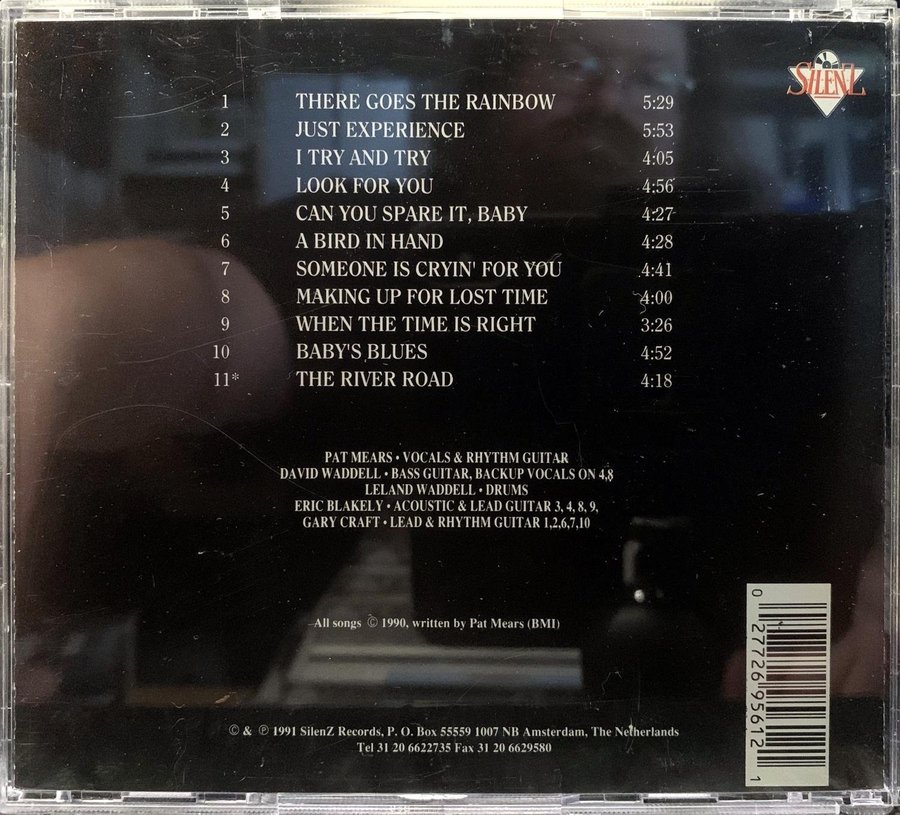 SILENZ
1 THERE GOES THE RAINBOW 5:29
2 JUST EXPERIENCE 5:53
3 I TRY AND TRY 4:05
4 LOOK FOR YOU 4:56
5 CAN YOU SPARE IT, BABY 4:27
6 A BIRD IN HAND 4:28
7 SOMEONE IS CRYIN' FOR YOU 4:41
8 MAKING UP FOR LOST TIME 4:00
9 WHEN THE TIME IS RIGHT 3:26
10 BABY'S BLUES 4:52
11* THE RIVER ROAD 4:18
PAT MEARS • VOCALS & RHYTHM GUITAR
DAVID WADDELL • BASS GUITAR, BACKUP VOCALS ON 4,8
LELAND WADDELL • DRUMS
ERIC BLAKELY • ACOUSTIC & LEAD GUITAR 3, 4, 8, 9,
GARY CRAFT • LEAD & RHYTHM GUITAR 1,2,6,7,10
All songs © 1990, written by Pat Mears (BMI)
© & ℗ 1991 SilenZ Records, P. O. Box 55559 1007 NB Amsterdam, The Netherlands
Tel 31 20 6622735 Fax 31 20 6629580
0 27726 95612 1